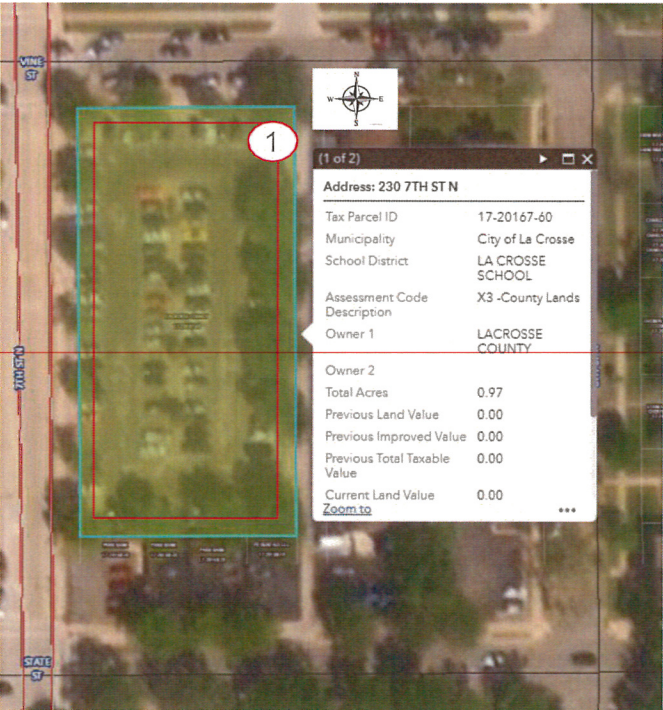 VINE
ST
N
W E
S
1
(1 of 2)
Address: 230 7TH ST N
Tax Parcel ID 17-20167-60
Municipality City of La Crosse
School District LA CROSSE
SCHOOL
Assessment Code X3 -County Lands
Description
Owner 1 LACROSSE
COUNTY
7TH ST N
Owner 2
Total Acres 0.97
Previous Land Value 0.00
Previous Improved Value 0.00
Previous Total Taxable 0.00
Value
Current Land Value 0.00
Zoom to
STATE
ST